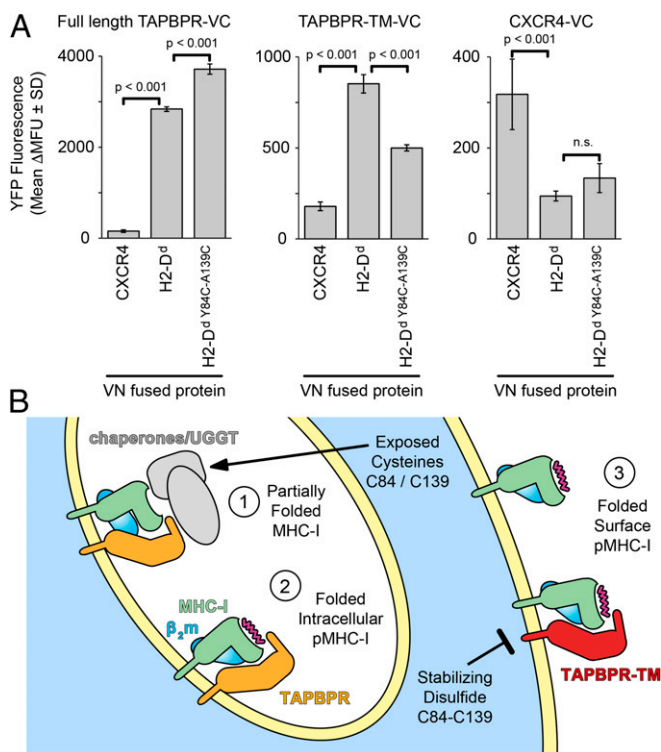 A
Full length TAPBPR-VC
TAPBPR-TM-VC
CXCR4-VC
YFP Fluorescence
(Mean ΔMFU ± SD)
4000
2000
0
p < 0.001
p < 0.001
CXCR4
H2-Dᵈ
H2-Dᵈ ʸ⁸⁴ᶜ⁻ᴬ¹³⁹ᶜ
VN fused protein
1000
500
0
p < 0.001
p < 0.001
CXCR4
H2-Dᵈ
H2-Dᵈ ʸ⁸⁴ᶜ⁻ᴬ¹³⁹ᶜ
VN fused protein
400
200
0
p < 0.001
n.s.
CXCR4
H2-Dᵈ
H2-Dᵈ ʸ⁸⁴ᶜ⁻ᴬ¹³⁹ᶜ
VN fused protein
B
chaperones/UGGT
Exposed
Cysteines
C84 / C139
1
Partially
Folded
MHC-I
2
Folded
Intracellular
pMHC-I
MHC-I
β₂m
TAPBPR
3
Folded
Surface
pMHC-I
Stabilizing
Disulfide
C84-C139
TAPBPR-TM